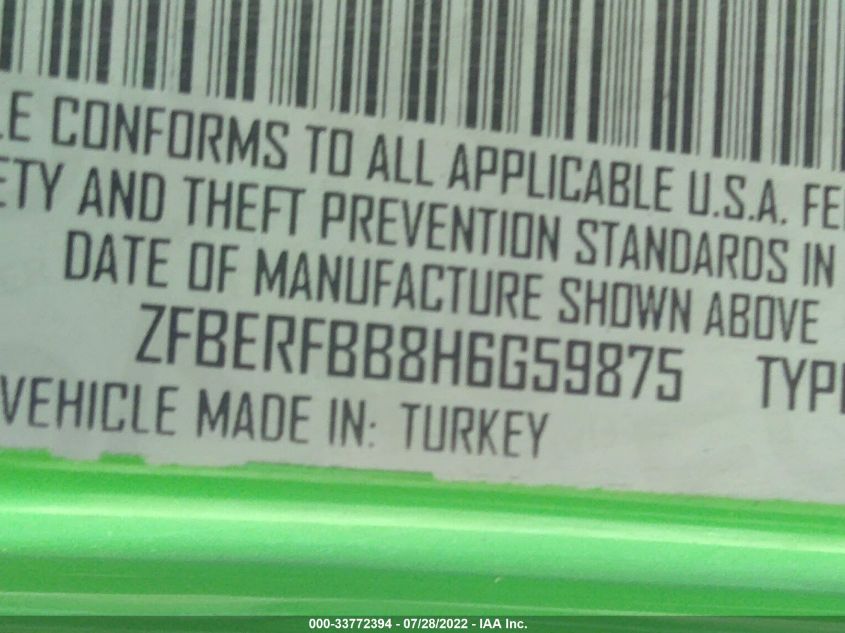 LE CONFORMS TO ALL APPLICABLE U.S.A. FE
ETY AND THEFT PREVENTION STANDARDS IN
DATE OF MANUFACTURE SHOWN ABOVE
ZFBERFBB8H6G59875 TYP
VEHICLE MADE IN: TURKEY
000-33772394 - 07/28/2022 - IAA Inc.